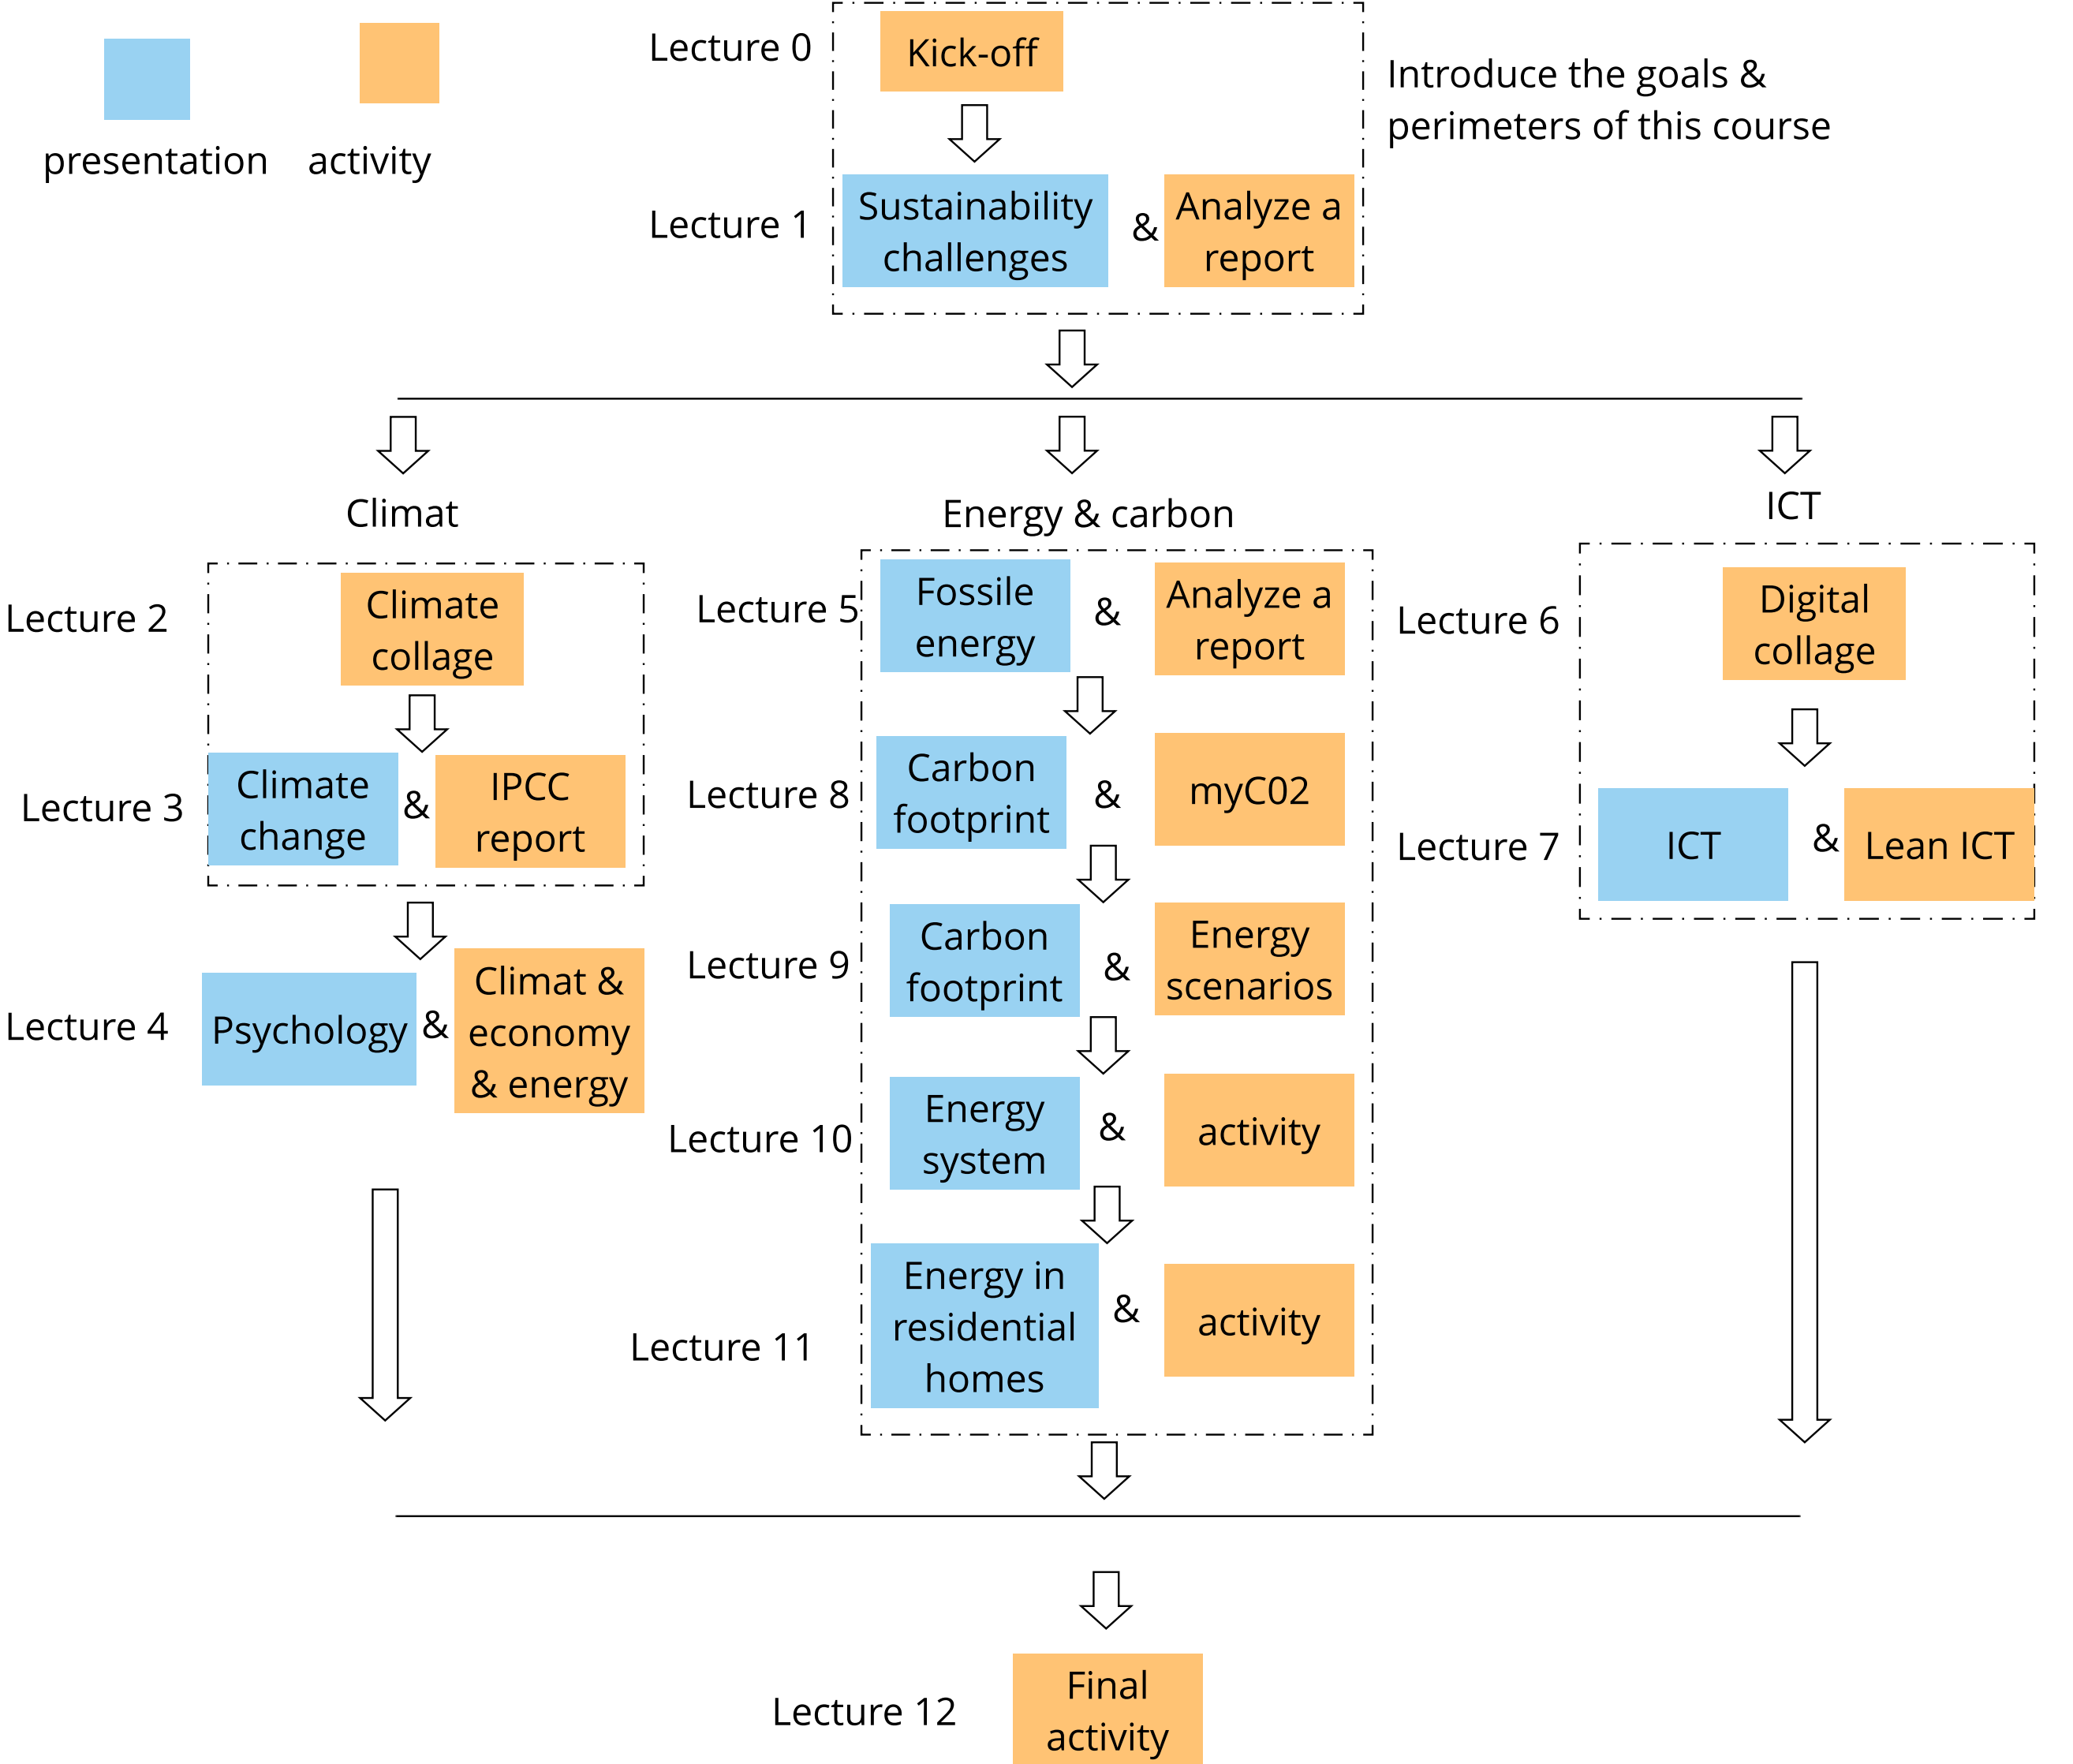 presentation
activity
Lecture 0
Kick-off
Introduce the goals &
perimeters of this course
Lecture 1
Sustainability
challenges
&
Analyze a
report
Climat
Energy & carbon
ICT
Lecture 2
Climate
collage
Lecture 3
Climate
change
&
IPCC
report
Lecture 4
Psychology
&
Climat &
economy
& energy
Lecture 5
Fossile
energy
&
Analyze a
report
Lecture 8
Carbon
footprint
&
myC02
Lecture 9
Carbon
footprint
&
Energy
scenarios
Lecture 10
Energy
system
&
activity
Lecture 11
Energy in
residential
homes
&
activity
Lecture 6
Digital
collage
Lecture 7
ICT
&
Lean ICT
Lecture 12
Final
activity